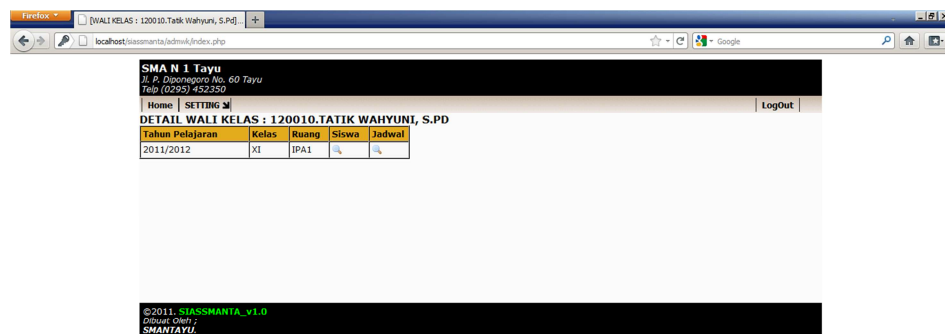 Firefox
[WALI KELAS : 120010.Tatik Wahyuni, S.Pd]... +
localhost/siassmanta/admwk/index.php Google
SMA N 1 Tayu
Jl. P. Diponegoro No. 60 Tayu
Telp (0295) 452350
Home SETTING LogOut
DETAIL WALI KELAS : 120010.TATIK WAHYUNI, S.PD
Tahun Pelajaran Kelas Ruang Siswa Jadwal
2011/2012 XI IPA1
©2011. SIASSMANTA_v1.0
Dibuat Oleh ;
SMANTAYU.